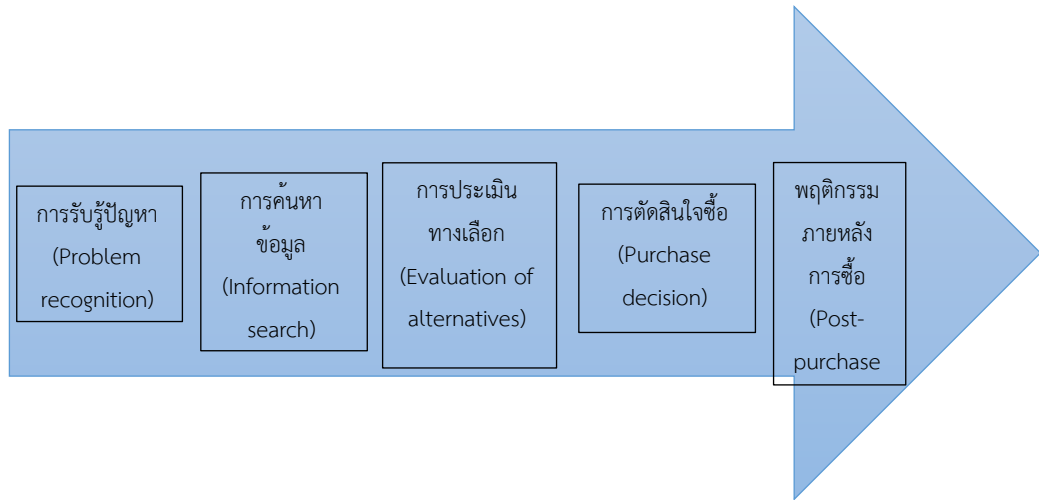 การรับรู้ปัญหา
(Problem
recognition)
การค้นหา
ข้อมูล
(Information
search)
การประเมิน
ทางเลือก
(Evaluation of
alternatives)
การตัดสินใจซื้อ
(Purchase
decision)
พฤติกรรม
ภายหลัง
การซื้อ
(Post-
purchase